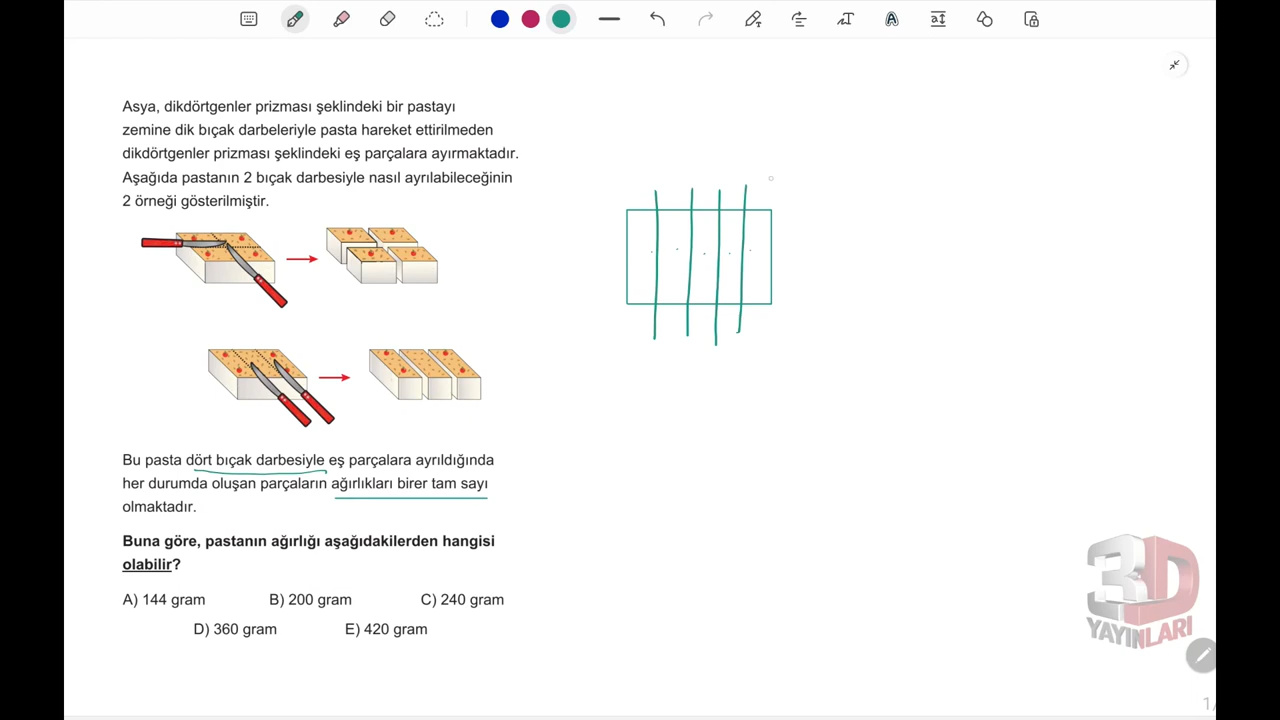 Asya, dikdörtgenler prizması şeklindeki bir pastayı
zemine dik bıçak darbeleriyle pasta hareket ettirilmeden
dikdörtgenler prizması şeklindeki eş parçalara ayırmaktadır.
Aşağıda pastanın 2 bıçak darbesiyle nasıl ayrılabileceğinin
2 örneği gösterilmiştir.
Bu pasta dört bıçak darbesiyle eş parçalara ayrıldığında
her durumda oluşan parçaların ağırlıkları birer tam sayı
olmaktadır.
Buna göre, pastanın ağırlığı aşağıdakilerden hangisi
olabilir?
A) 144 gram B) 200 gram C) 240 gram
D) 360 gram E) 420 gram
3D
YAYINLARI
1/